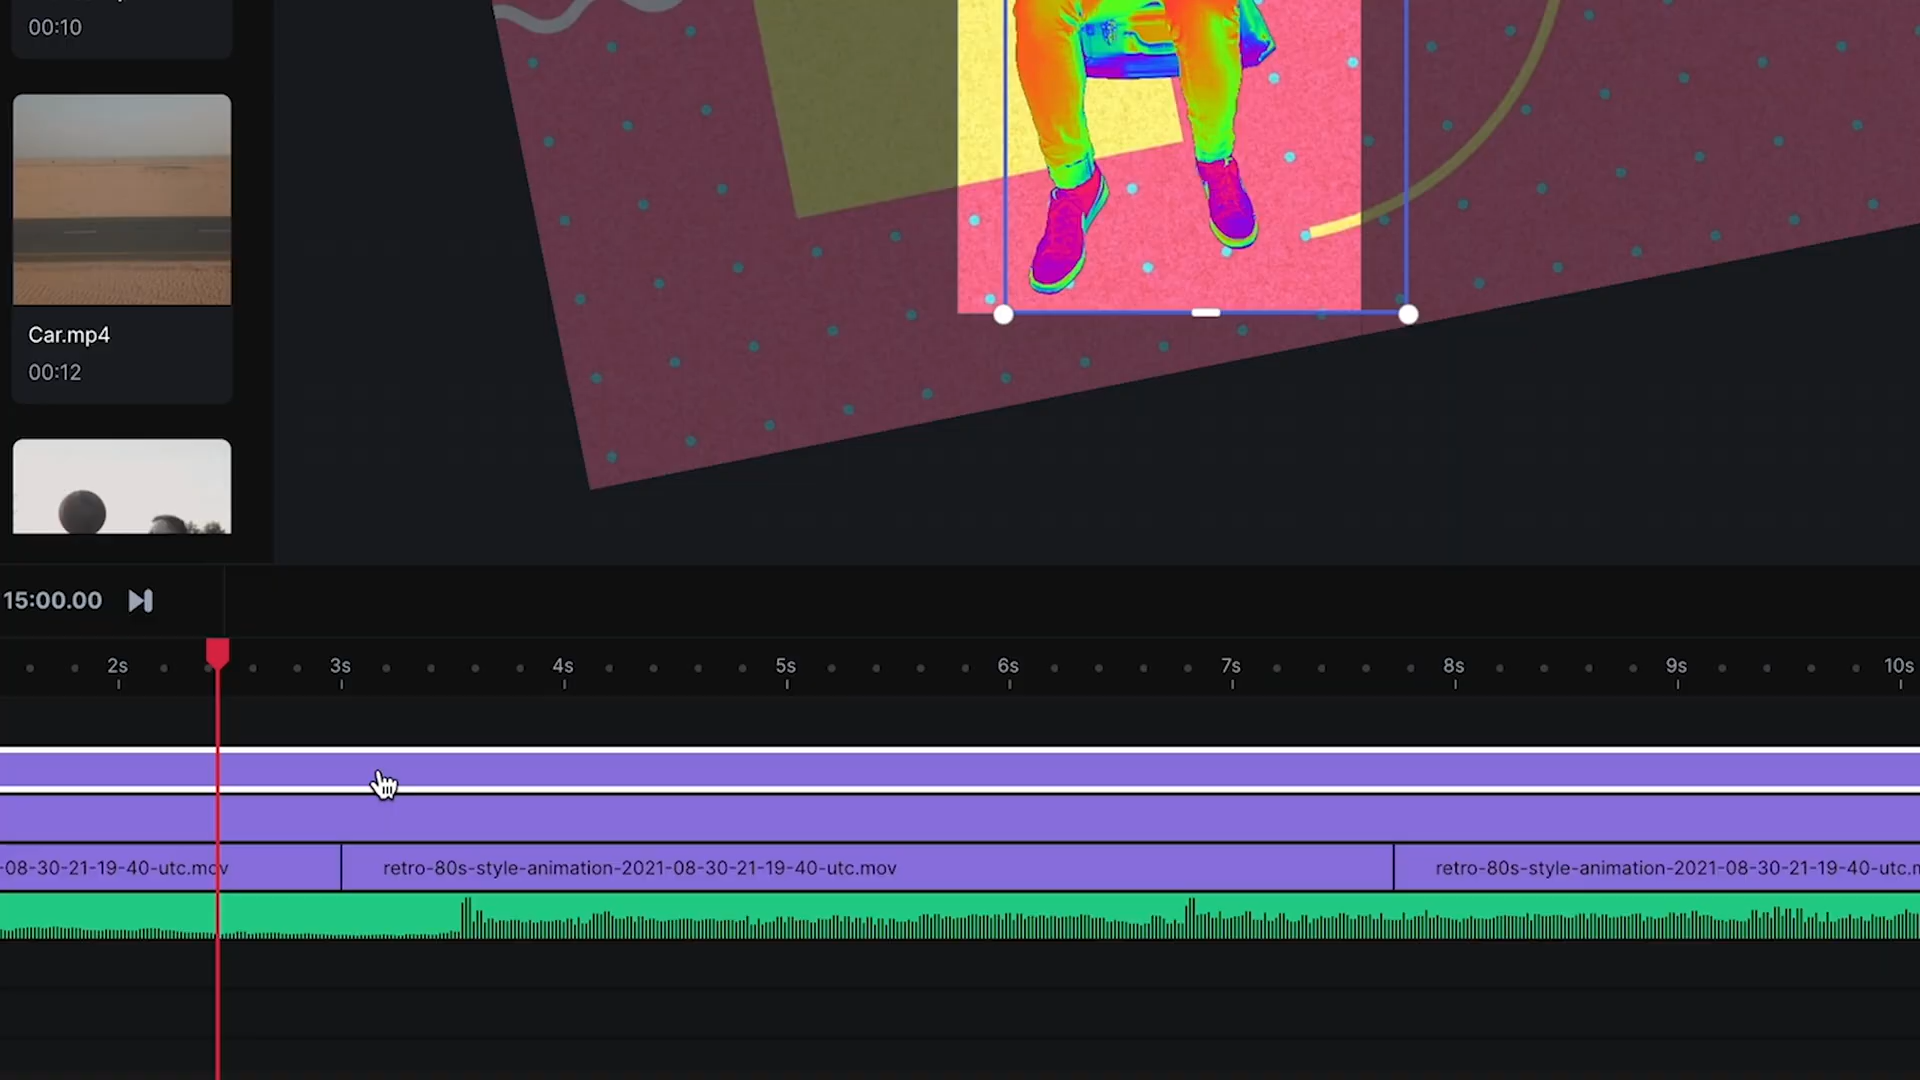 00:10
Car.mp4
00:12
15:00.00
2s 3s 4s 5s 6s 7s 8s 9s 10s
-08-30-21-19-40-utc.mov retro-80s-style-animation-2021-08-30-21-19-40-utc.mov retro-80s-style-animation-2021-08-30-21-19-40-utc.m